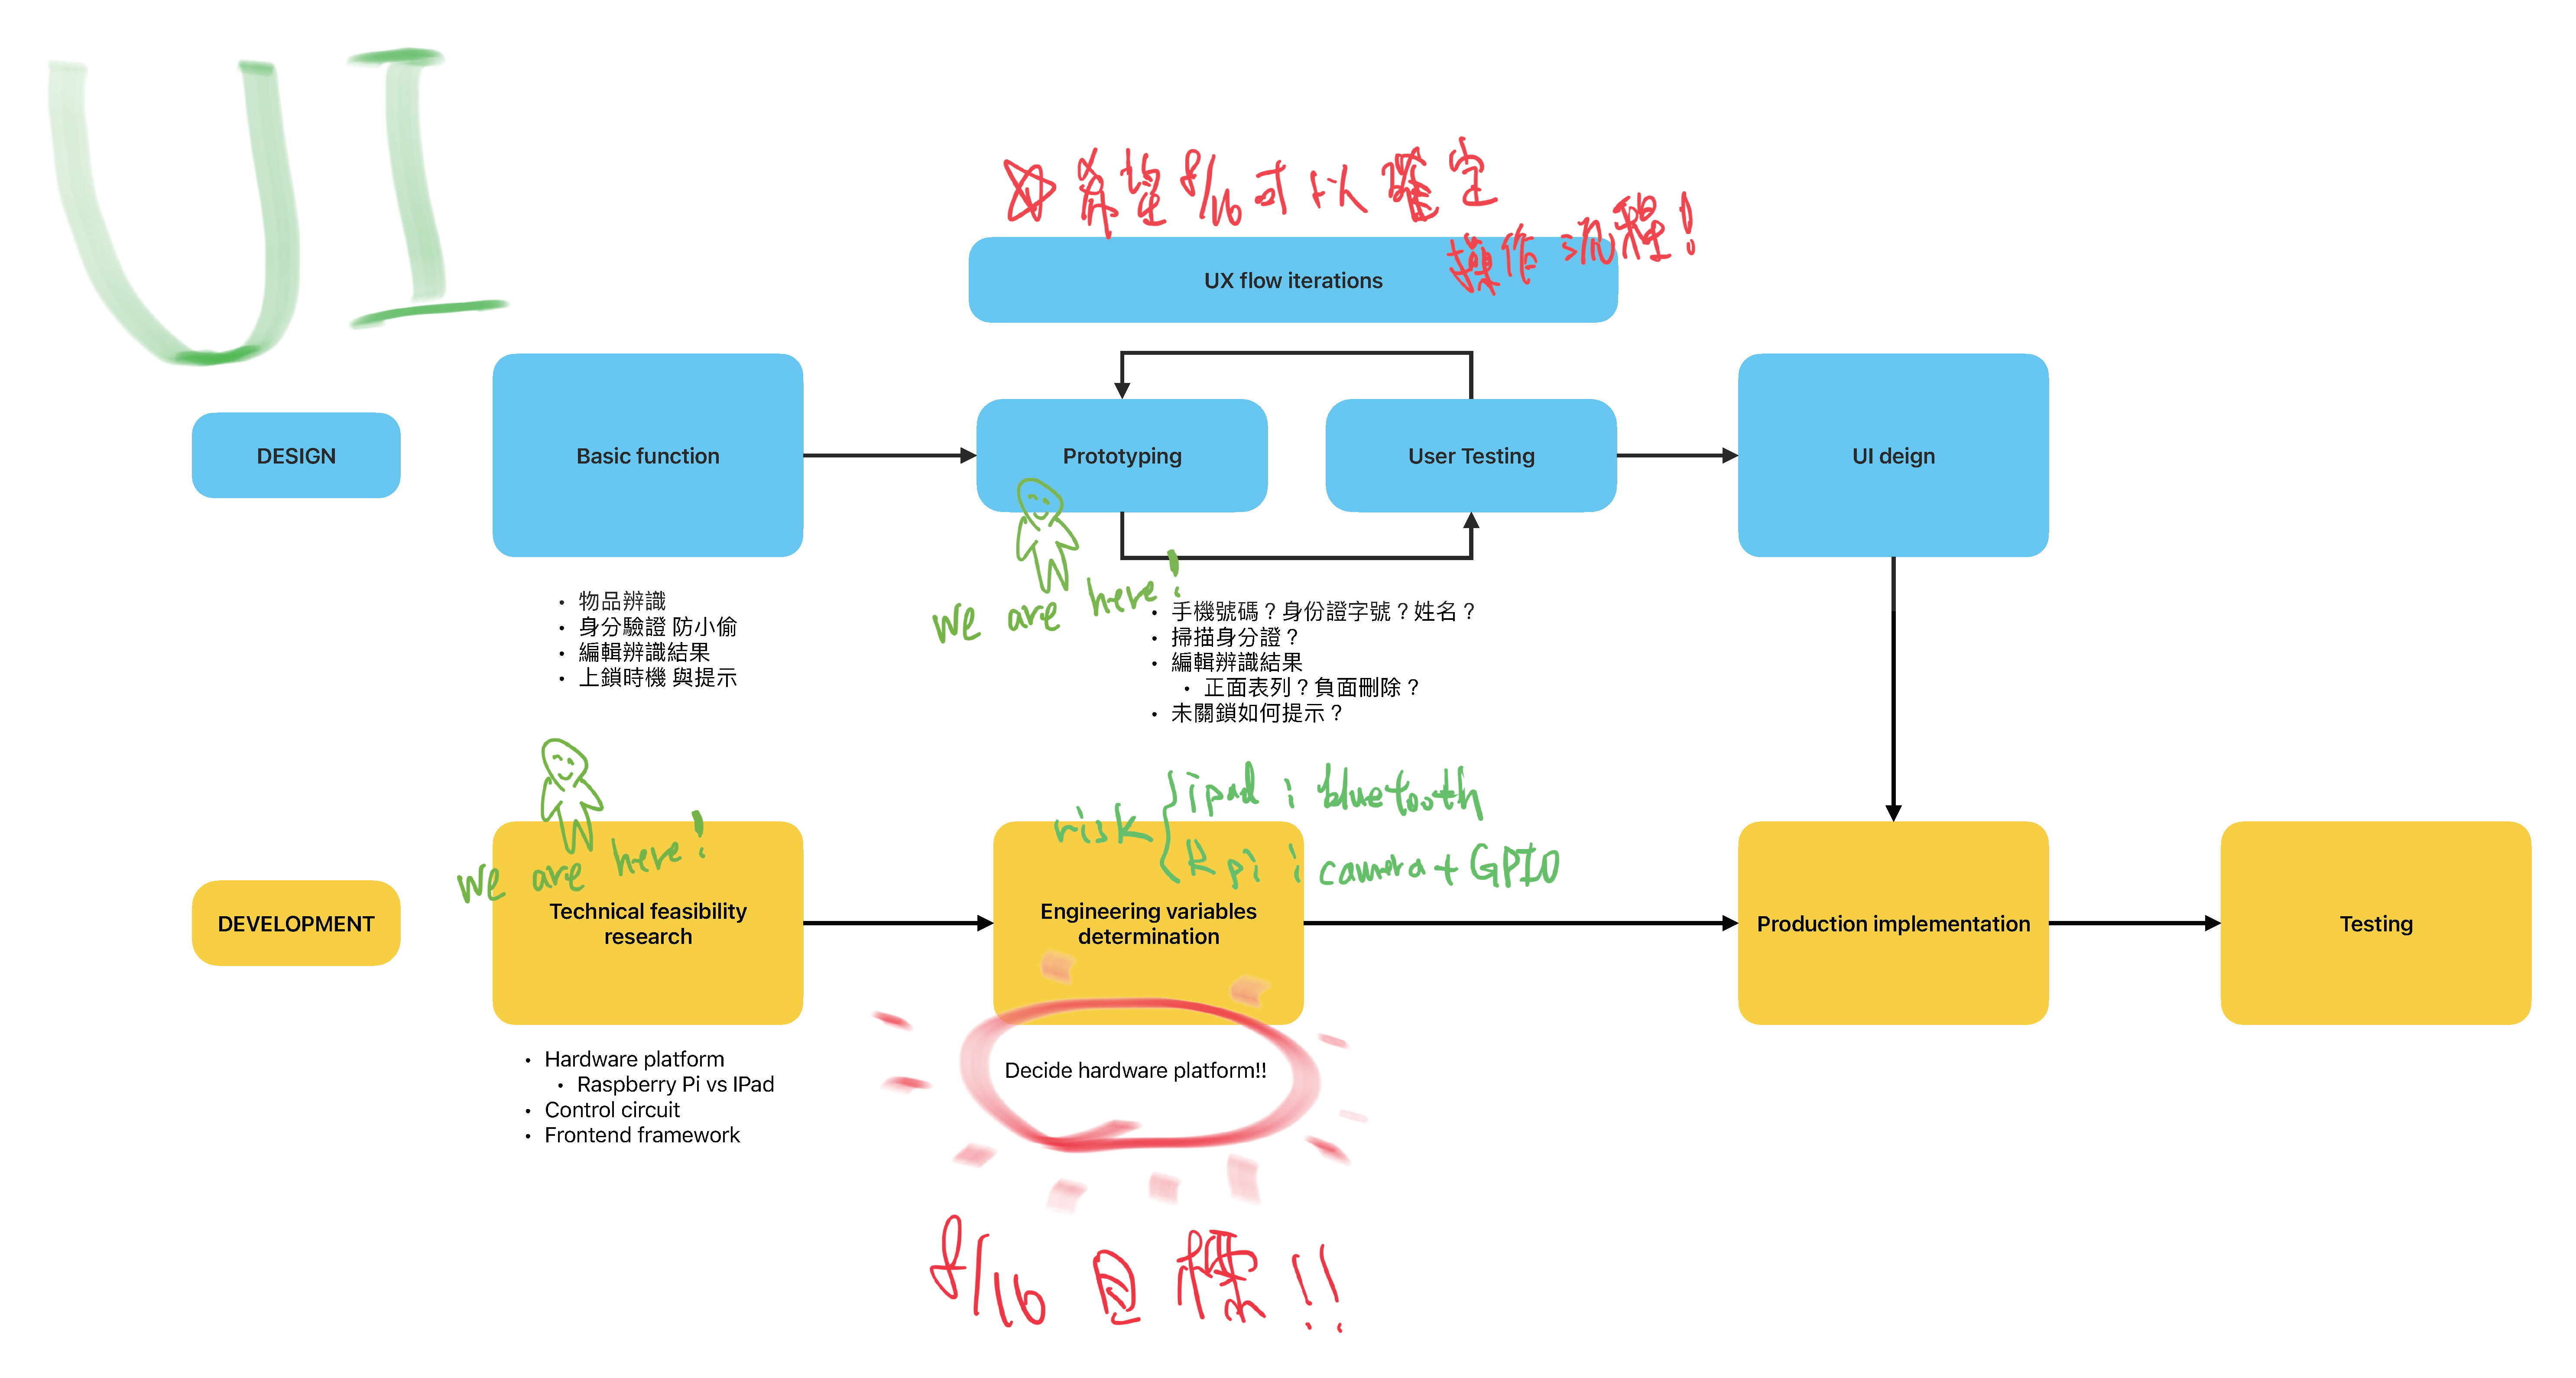 UI
☆希望8/16可以確定
操作流程!
UX flow iterations
DESIGN
Basic function
Prototyping
User Testing
UI deign
we are here!
• 物品辨識
• 身分驗證 防小偷
• 編輯辨識結果
• 上鎖時機 與提示
• 手機號碼？身份證字號？姓名？
• 掃描身分證？
• 編輯辨識結果
• 正面表列？負面刪除？
• 未關鎖如何提示？
we are here!
risk { ipad : bluetooth
R pi : camera + GPIO
DEVELOPMENT
Technical feasibility
research
Engineering variables
determination
Production implementation
Testing
• Hardware platform
• Raspberry Pi vs IPad
• Control circuit
• Frontend framework
Decide hardware platform!!
8/16 目標!!